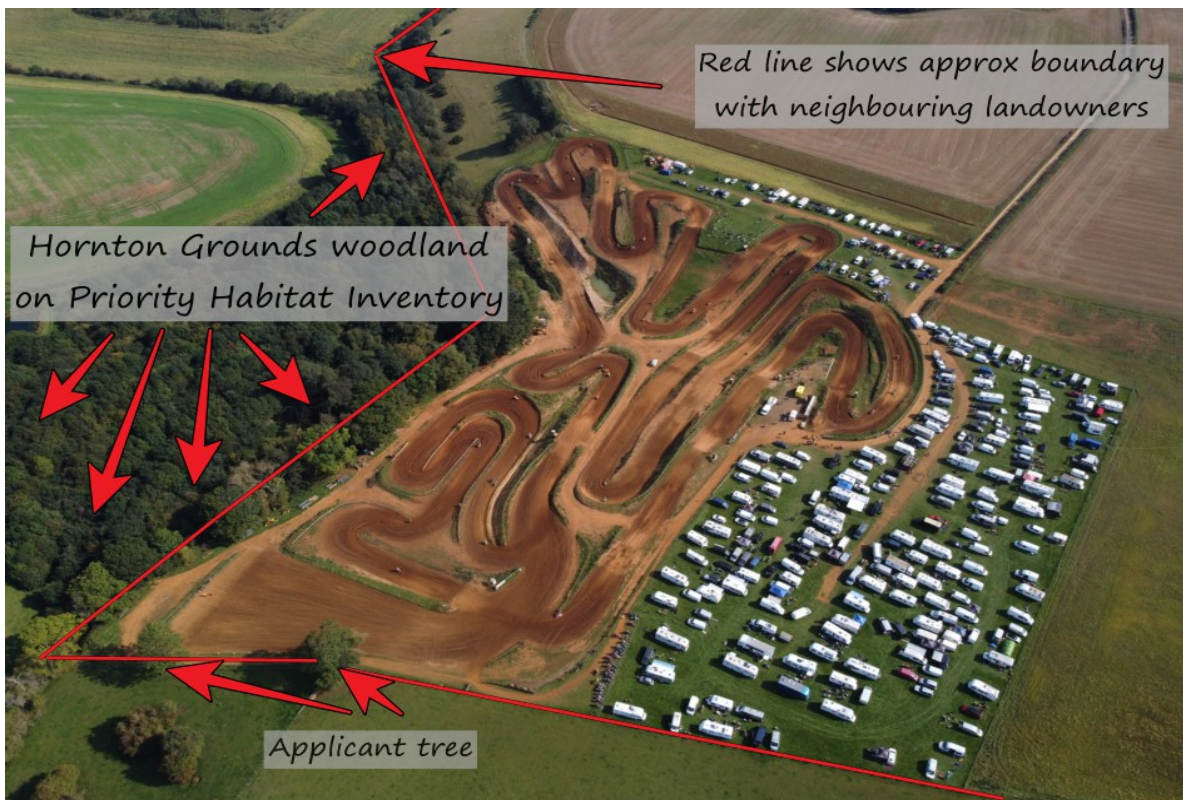 Red line shows approx boundary
with neighbouring landowners
Hornton Grounds woodland
on Priority Habitat Inventory
Applicant tree